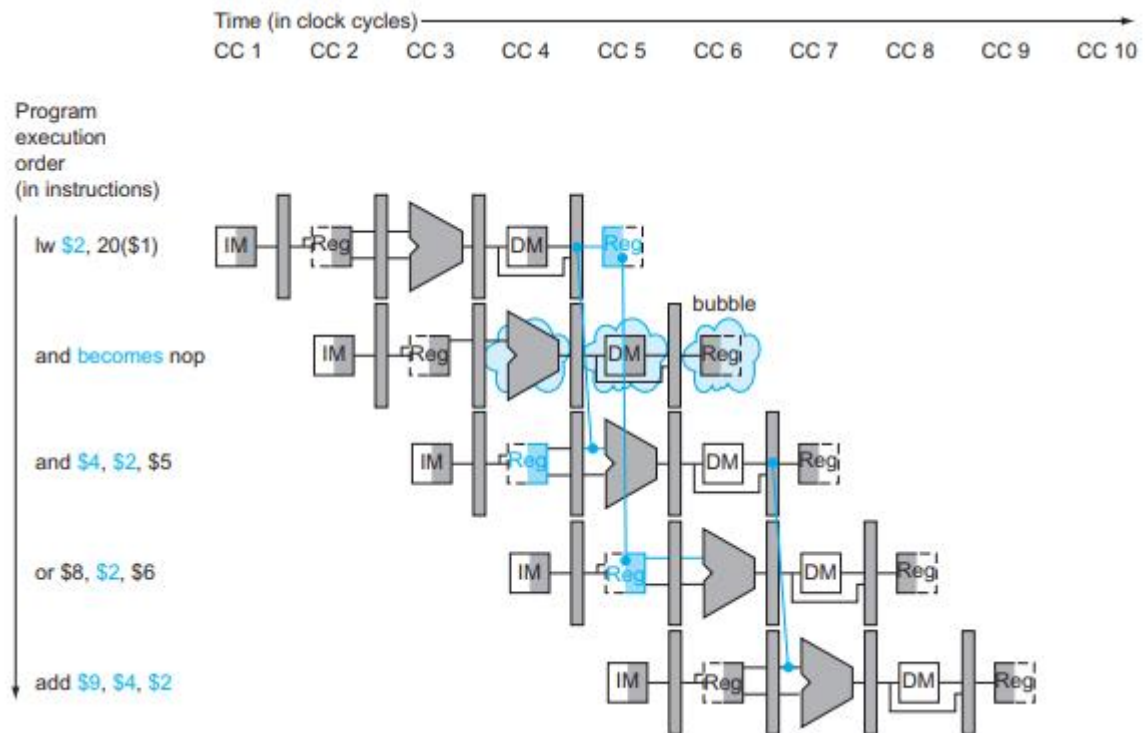 Time (in clock cycles)
CC 1 CC 2 CC 3 CC 4 CC 5 CC 6 CC 7 CC 8 CC 9 CC 10
Program
execution
order
(in instructions)
lw $2, 20($1) IM Reg DM Reg
bubble
and becomes nop IM Reg DM Reg
and $4, $2, $5 IM Reg DM Reg
or $8, $2, $6 IM Reg DM Reg
add $9, $4, $2 IM Reg DM Reg